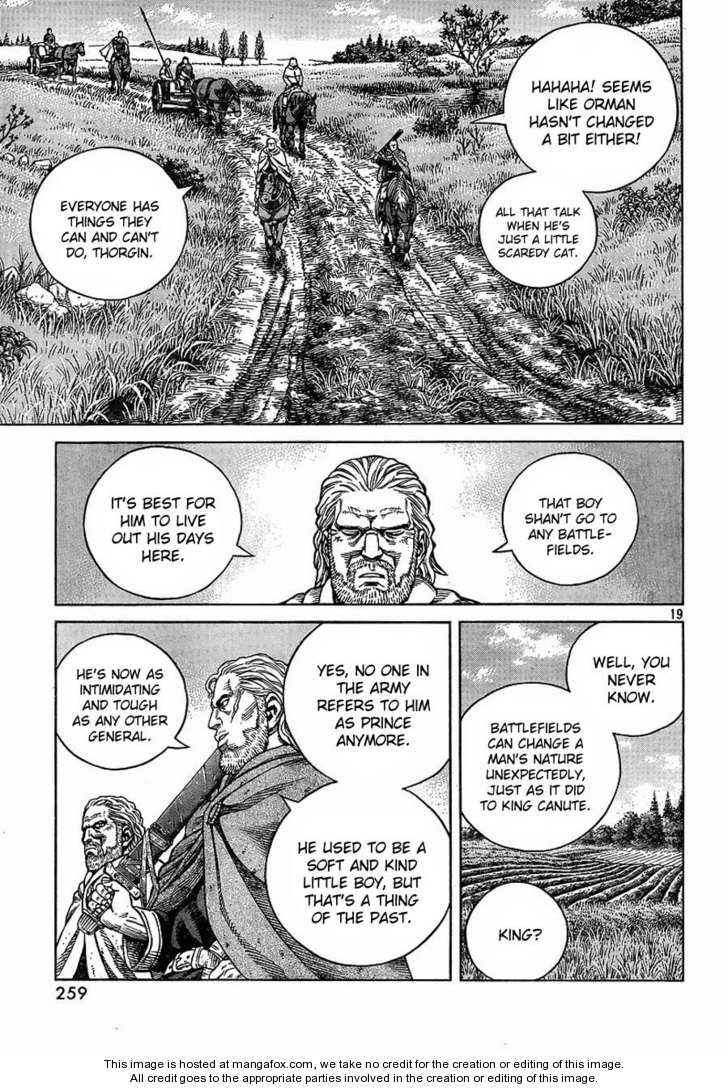 HAHAHA! SEEMS
LIKE ORMAN
HASN'T CHANGED
A BIT EITHER!
ALL THAT TALK
WHEN HE'S
JUST A LITTLE
SCAREDY CAT.
EVERYONE HAS
THINGS THEY
CAN AND CAN'T
DO, THORGIN.
THAT BOY
SHAN'T GO TO
ANY BATTLE-
FIELDS.
IT'S BEST FOR
HIM TO LIVE
OUT HIS DAYS
HERE.
19
WELL, YOU
NEVER
KNOW.
BATTLEFIELDS
CAN CHANGE A
MAN'S NATURE
UNEXPECTEDLY,
JUST AS IT DID
TO KING CANUTE.
KING?
YES, NO ONE IN
THE ARMY
REFERS TO HIM
AS PRINCE
ANYMORE.
HE USED TO BE A
SOFT AND KIND
LITTLE BOY, BUT
THAT'S A THING
OF THE PAST.
HE'S NOW AS
INTIMIDATING
AND TOUGH
AS ANY OTHER
GENERAL.
259
This image is hosted at mangafox.com, we take no credit for the creation or editing of this image.
All credit goes to the appropriate parties involved in the creation and editing of this image.